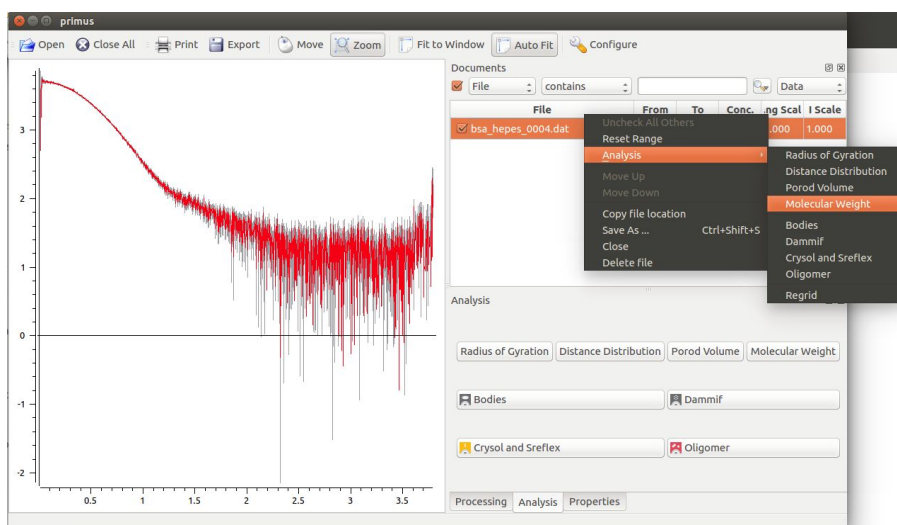 primus
Open Close All Print Export Move Zoom Fit to Window Auto Fit Configure
Documents
File contains Data
File From To Conc. ng Scal I Scale
bsa_hepes_0004.dat .000 1.000
Uncheck All Others
Reset Range
Analysis
Move Up
Move Down
Copy file location
Save As ... Ctrl+Shift+S
Close
Delete file
Radius of Gyration
Distance Distribution
Porod Volume
Molecular Weight
Bodies
Dammif
Crysol and Sreflex
Oligomer
Regrid
Analysis
Radius of Gyration Distance Distribution Porod Volume Molecular Weight
Bodies Dammif
Crysol and Sreflex Oligomer
Processing Analysis Properties
3
2
1
0
-1
-2
0.5 1 1.5 2 2.5 3 3.5